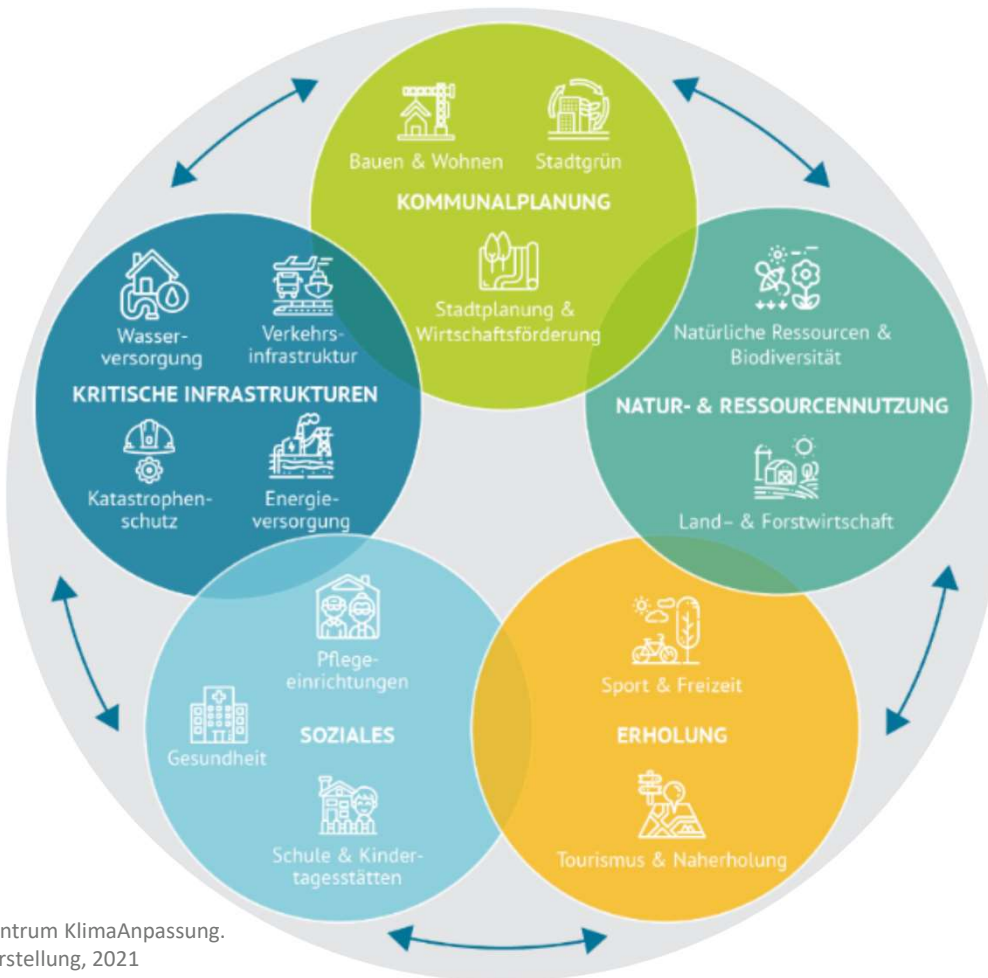 Bauen & Wohnen
Stadtgrün
KOMMUNALPLANUNG
Stadtplanung &
Wirtschaftsförderung
Wasser-
versorgung
Verkehrs-
infrastruktur
KRITISCHE INFRASTRUKTUREN
Katastrophen-
schutz
Energie-
versorgung
Natürliche Ressourcen &
Biodiversität
NATUR- & RESSOURCENNUTZUNG
Land- & Forstwirtschaft
Pflege-
einrichtungen
Gesundheit
SOZIALES
Schule & Kinder-
tagesstätten
Sport & Freizeit
ERHOLUNG
Tourismus & Naherholung
ntrum KlimaAnpassung.
rstellung, 2021